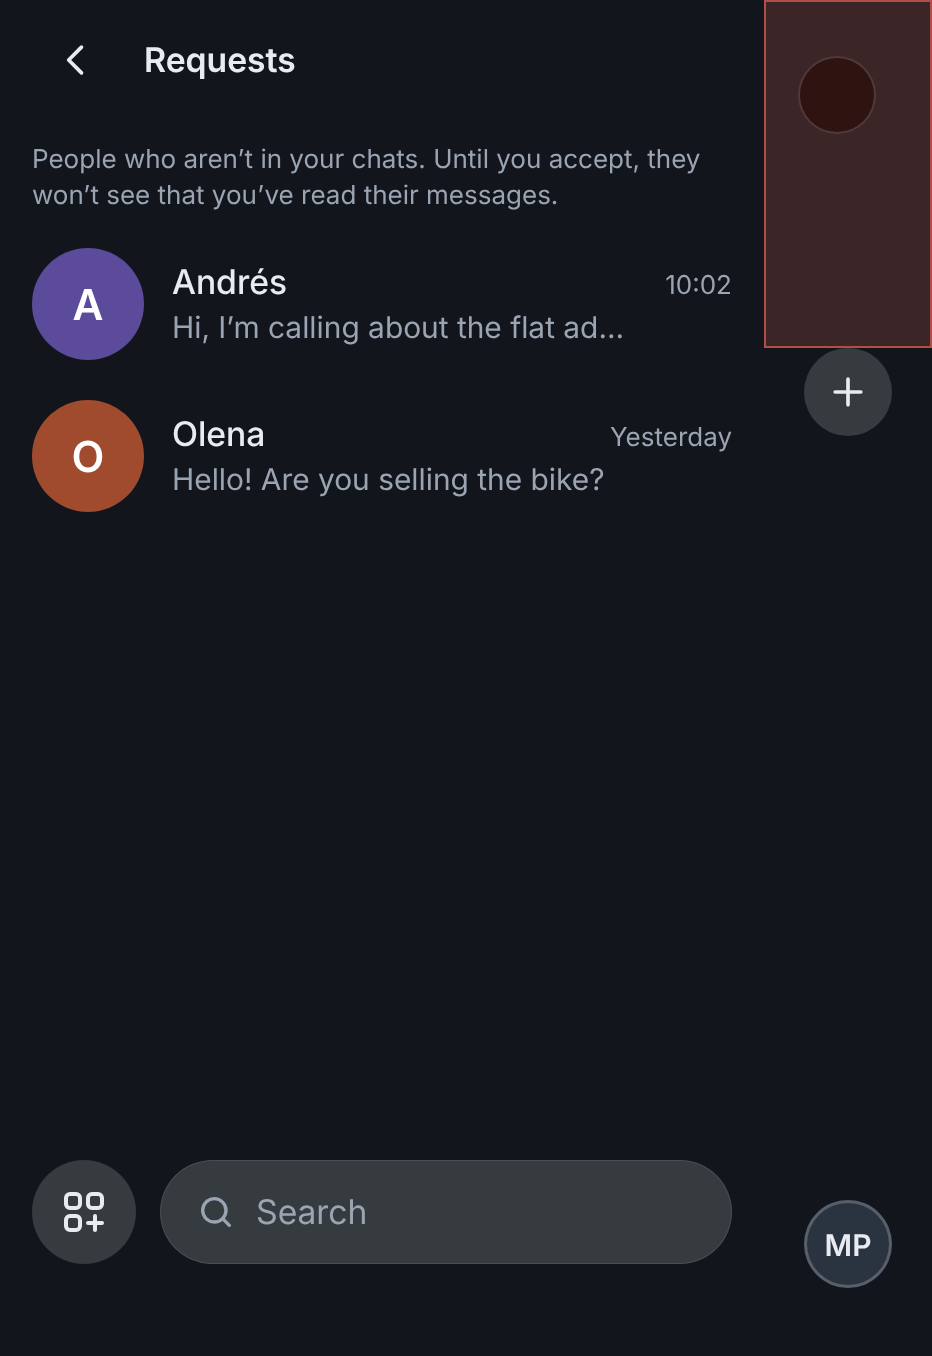 Requests
People who aren’t in your chats. Until you accept, they
won’t see that you’ve read their messages.
A
Andrés
10:02
Hi, I’m calling about the flat ad…
O
Olena
Yesterday
Hello! Are you selling the bike?
Search
MP